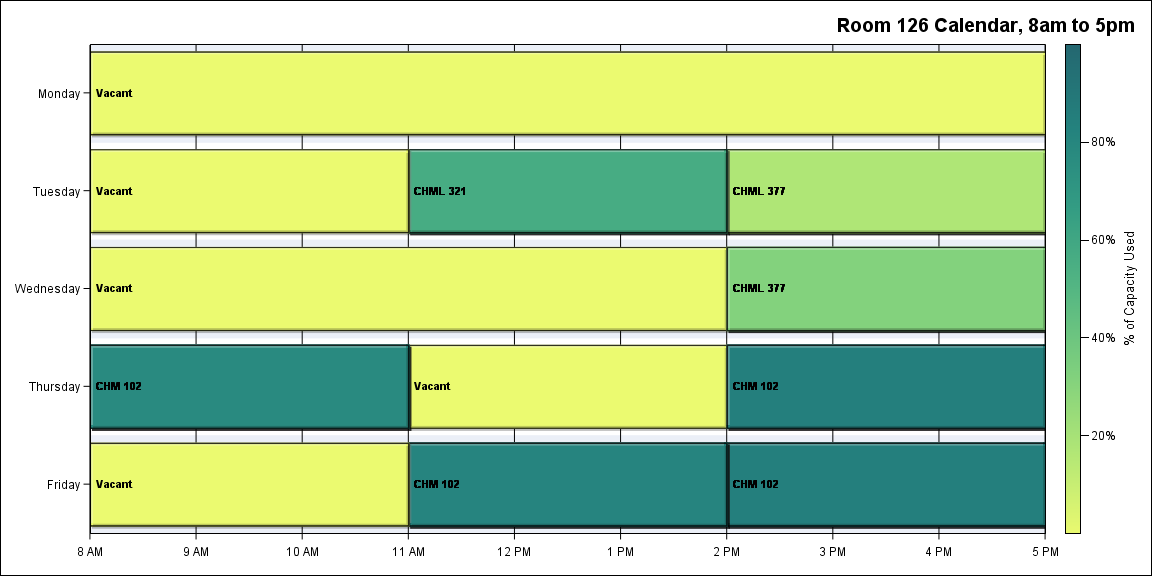 Room 126 Calendar, 8am to 5pm
Monday
Vacant
Tuesday
Vacant
CHML 321
CHML 377
Wednesday
Vacant
CHML 377
Thursday
CHM 102
Vacant
CHM 102
Friday
Vacant
CHM 102
CHM 102
8 AM
9 AM
10 AM
11 AM
12 PM
1 PM
2 PM
3 PM
4 PM
5 PM
80%
60%
40%
20%
% of Capacity Used